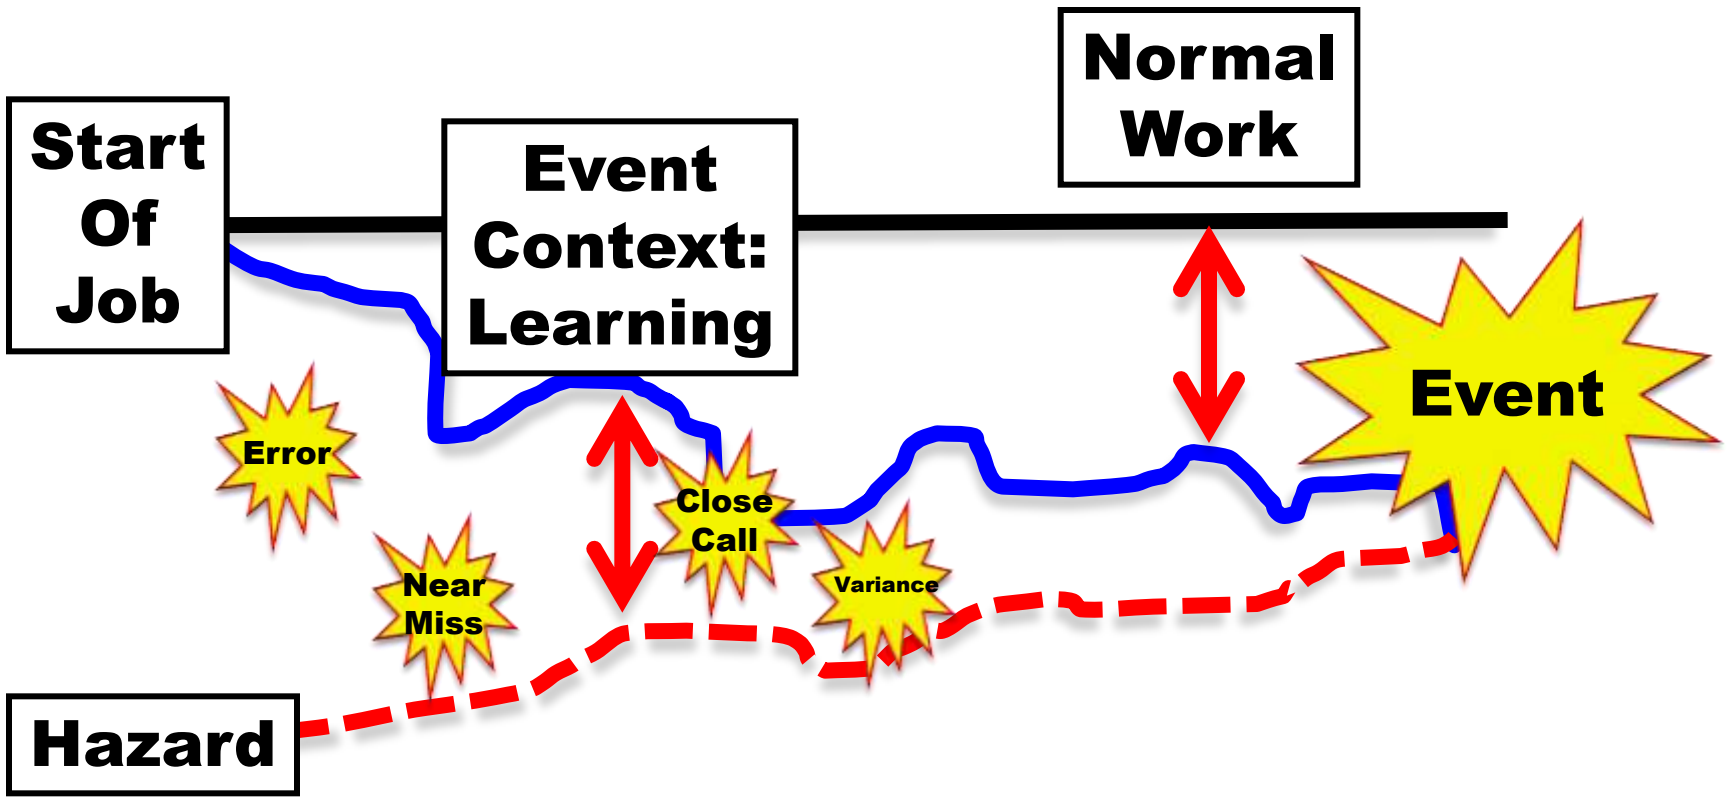 Normal
Work
Start
Of
Job
Event
Context:
Learning
Event
Error
Close
Call
Near
Miss
Variance
Hazard